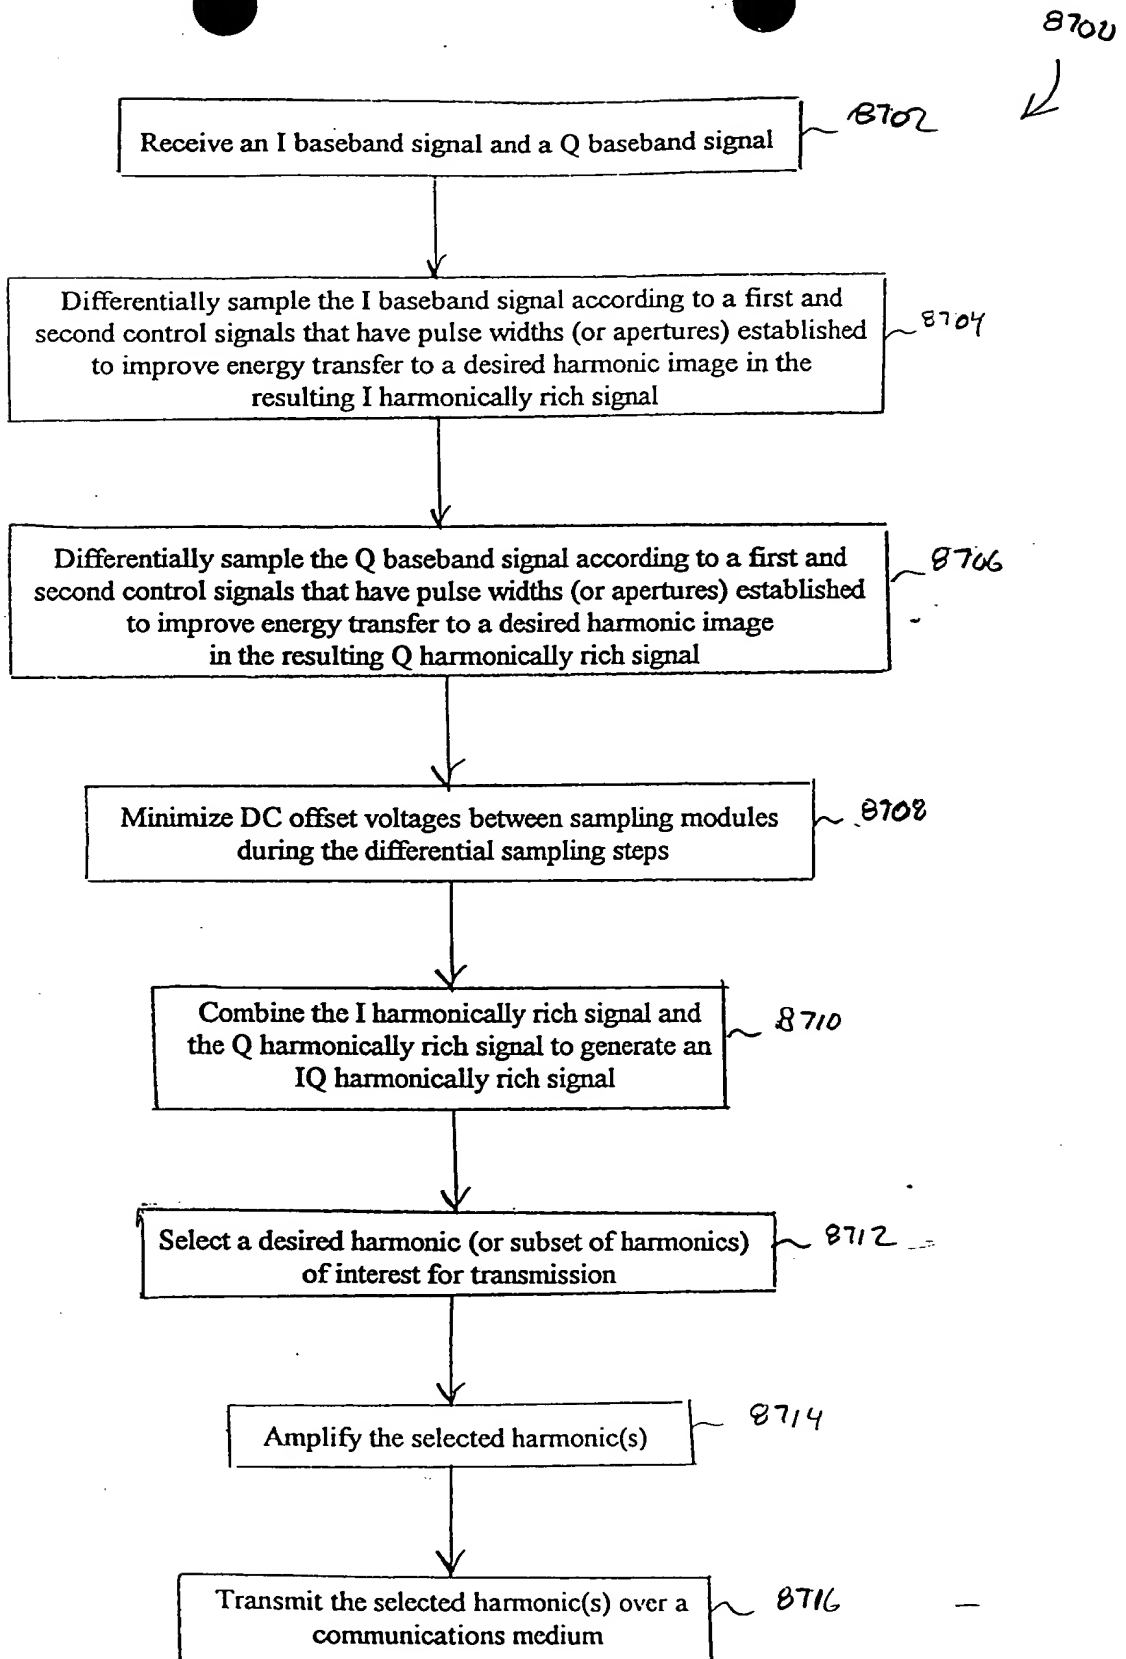 8700
Receive an I baseband signal and a Q baseband signal
8702
Differentially sample the I baseband signal according to a first and
second control signals that have pulse widths (or apertures) established
to improve energy transfer to a desired harmonic image in the
resulting I harmonically rich signal
8704
Differentially sample the Q baseband signal according to a first and
second control signals that have pulse widths (or apertures) established
to improve energy transfer to a desired harmonic image
in the resulting Q harmonically rich signal
8706
Minimize DC offset voltages between sampling modules
during the differential sampling steps
8708
Combine the I harmonically rich signal and
the Q harmonically rich signal to generate an
IQ harmonically rich signal
8710
Select a desired harmonic (or subset of harmonics)
of interest for transmission
8712
Amplify the selected harmonic(s)
8714
Transmit the selected harmonic(s) over a
communications medium
8716